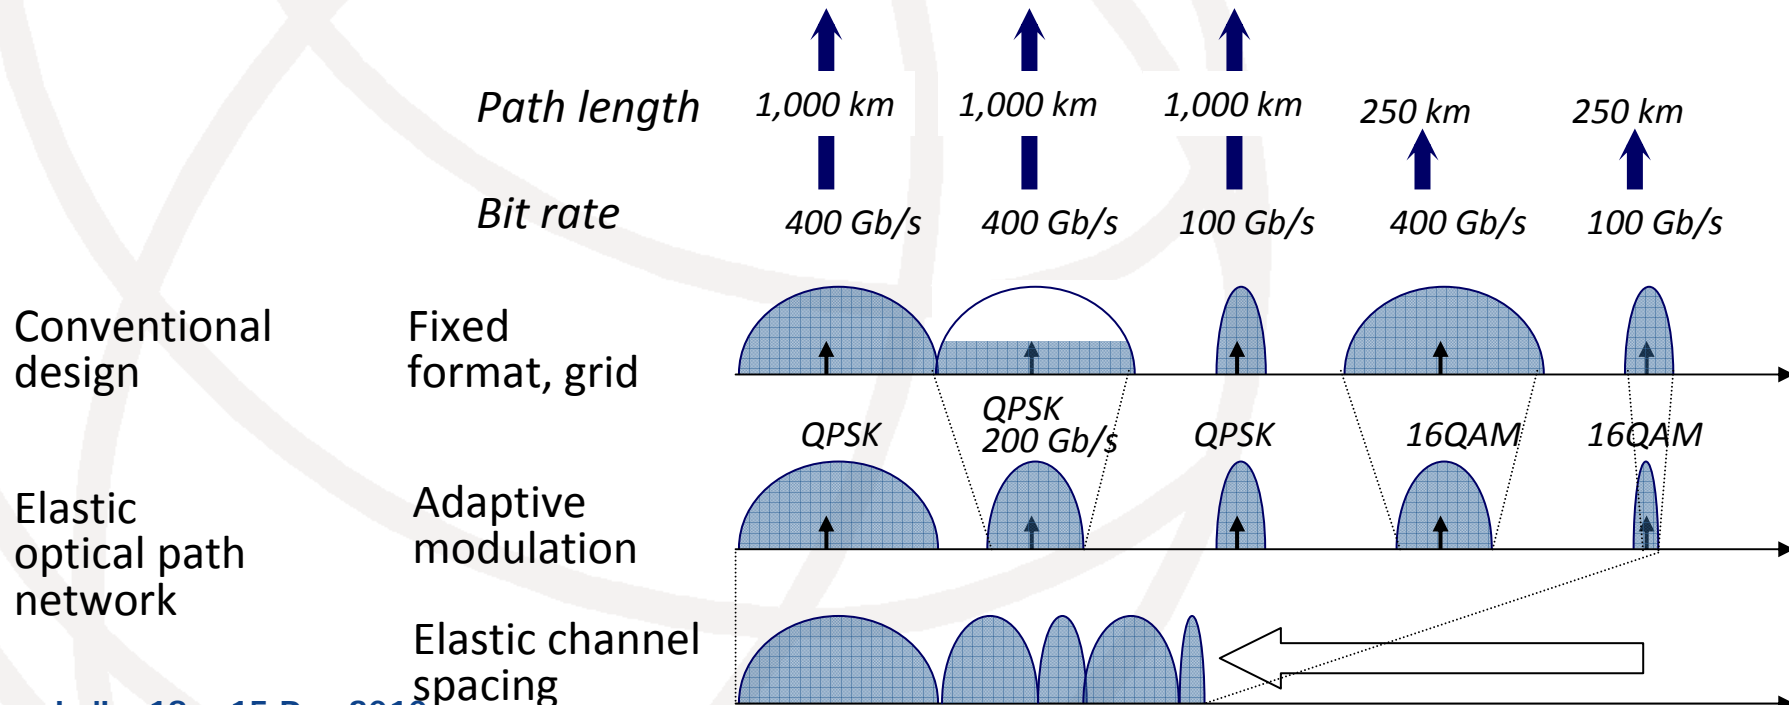 Path length 1,000 km 1,000 km 1,000 km 250 km 250 km
Bit rate 400 Gb/s 400 Gb/s 100 Gb/s 400 Gb/s 100 Gb/s
Conventional
design
Fixed
format, grid
QPSK
200 Gb/s
QPSK
QPSK
16QAM
16QAM
Elastic
optical path
network
Adaptive
modulation
Elastic channel
spacing